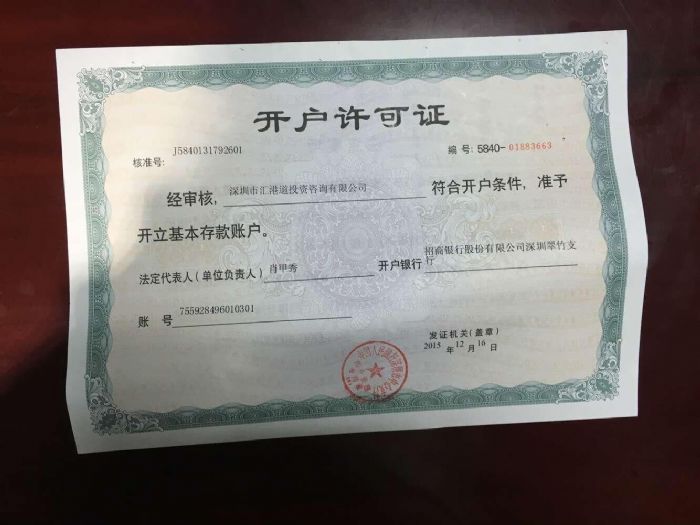 开户许可证
核准号: J5840131792601
编号: 5840-01883663
经审核, 深圳市汇港道投资咨询有限公司 符合开户条件, 准予
开立基本存款账户。
法定代表人(单位负责人) 肖甲秀 开户银行 招商银行股份有限公司深圳翠竹支
行
账 号 755928496010301
发证机关(盖章)
2015 年 12 月 16 日